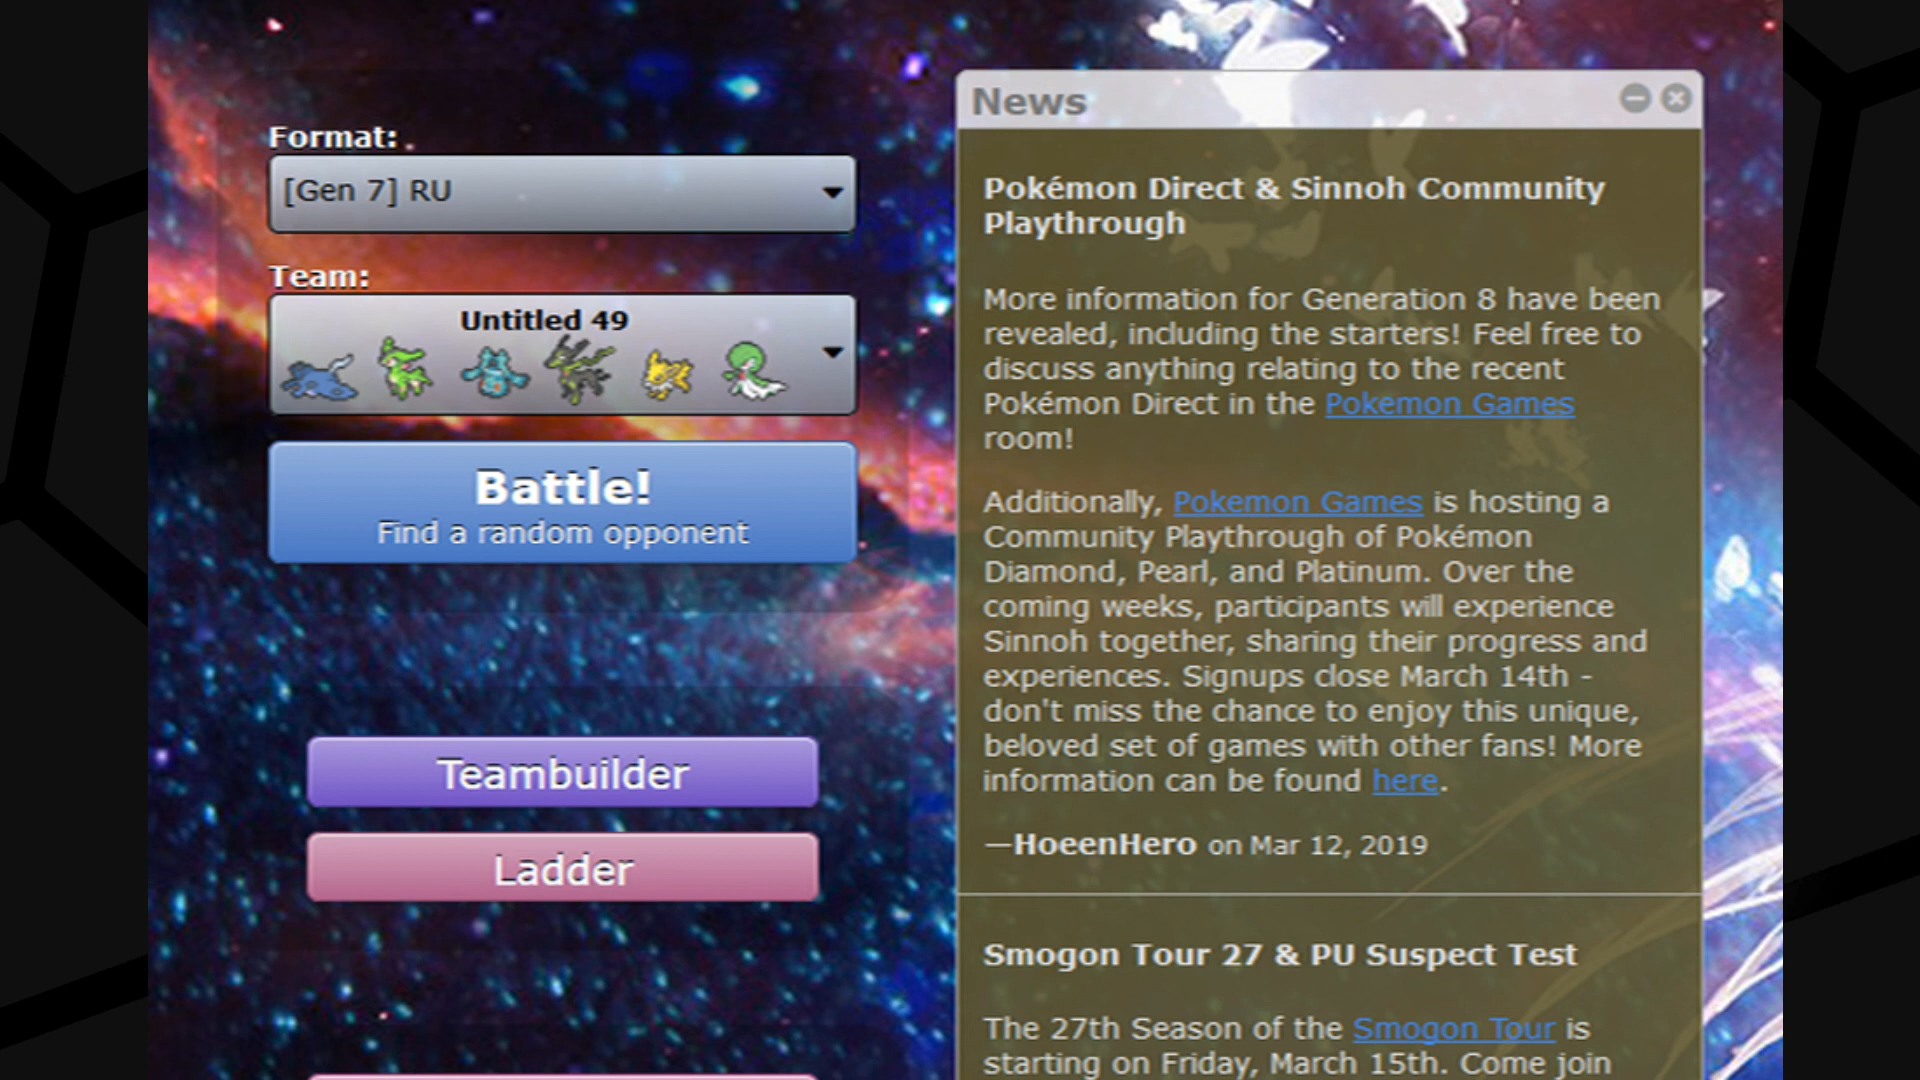 Format:
[Gen 7] RU
Team:
Untitled 49
Battle!
Find a random opponent
Teambuilder
Ladder
News
Pokémon Direct & Sinnoh Community
Playthrough
More information for Generation 8 have been
revealed, including the starters! Feel free to
discuss anything relating to the recent
Pokémon Direct in the Pokemon Games
room!
Additionally, Pokemon Games is hosting a
Community Playthrough of Pokémon
Diamond, Pearl, and Platinum. Over the
coming weeks, participants will experience
Sinnoh together, sharing their progress and
experiences. Signups close March 14th -
don't miss the chance to enjoy this unique,
beloved set of games with other fans! More
information can be found here.
—HoeenHero on Mar 12, 2019
Smogon Tour 27 & PU Suspect Test
The 27th Season of the Smogon Tour is
starting on Friday, March 15th. Come join